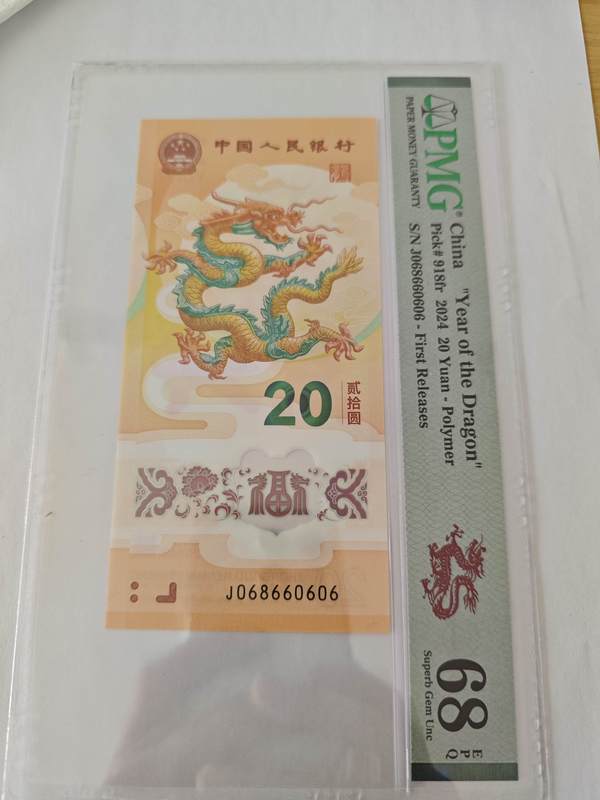 中国人民银行
20
贰拾圆
福
J068660606
PMG®
PAPER MONEY GUARANTY
China "Year of the Dragon"
Pick# 918fr 2024 20 Yuan - Polymer
S/N J068660606 - First Releases
68 EPQ
Superb Gem Unc